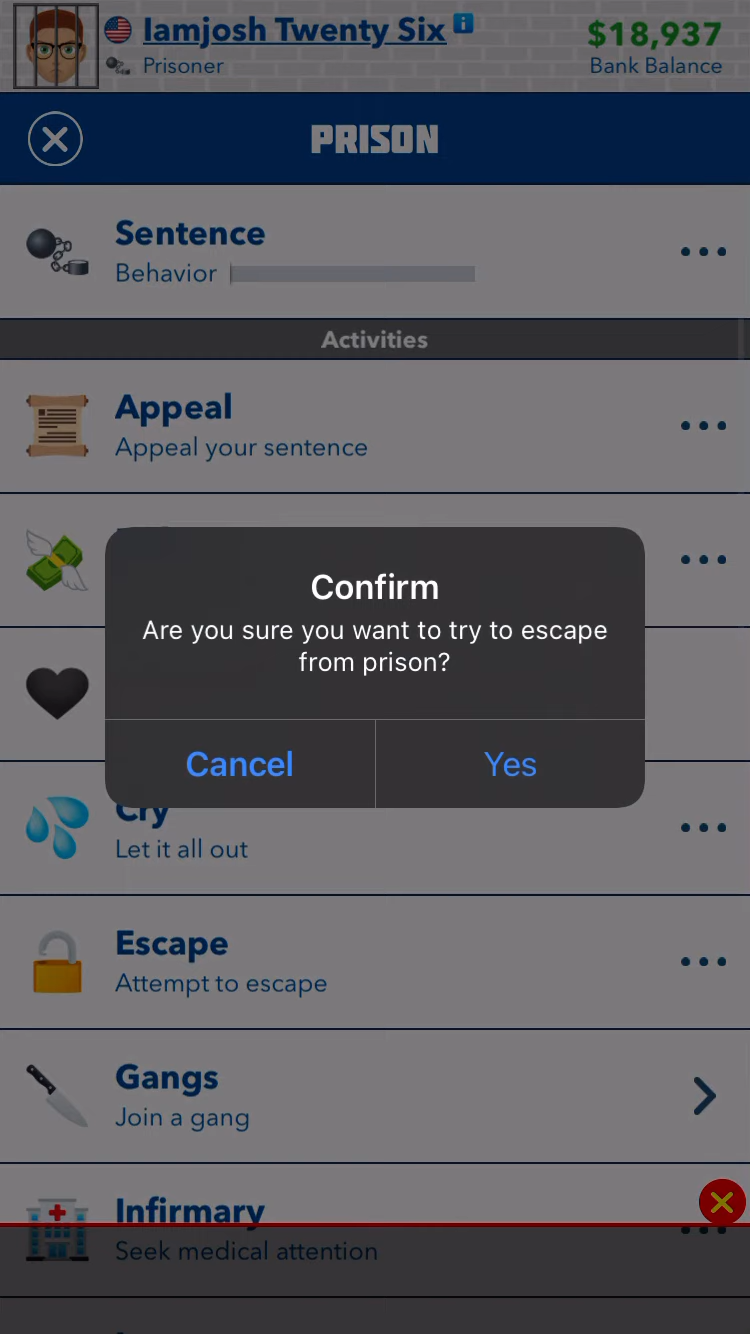 Iamjosh Twenty Six
$18,937
Prisoner
Bank Balance
PRISON
Sentence
Behavior
Activities
Appeal
Appeal your sentence
Confirm
Are you sure you want to try to escape
from prison?
Cancel
Yes
Cry
Let it all out
Escape
Attempt to escape
Gangs
Join a gang
Infirmary
Seek medical attention